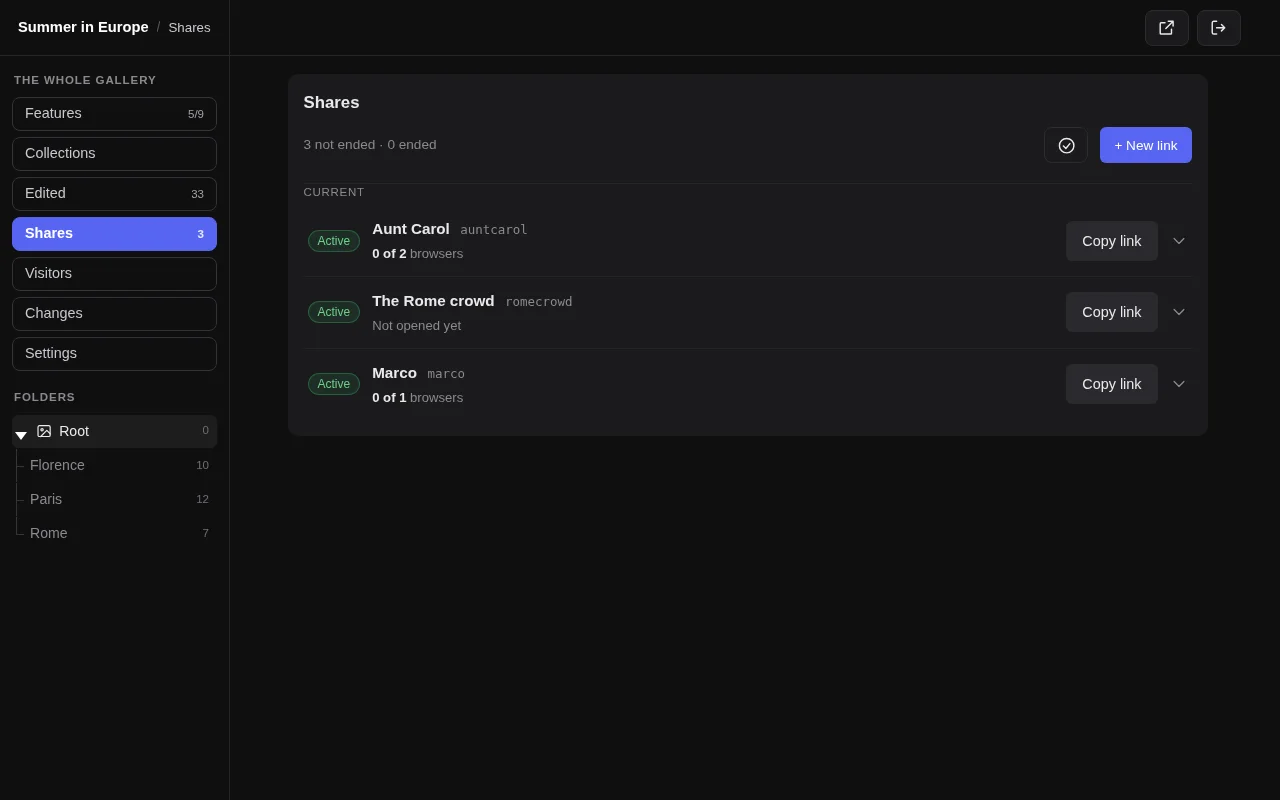 Summer in Europe / Shares
THE WHOLE GALLERY
Features 5/9
Collections
Edited 33
Shares 3
Visitors
Changes
Settings
FOLDERS
Root 0
Florence 10
Paris 12
Rome 7
Shares
3 not ended · 0 ended
+ New link
CURRENT
Active
Aunt Carol auntcarol
0 of 2 browsers
Copy link
Active
The Rome crowd romecrowd
Not opened yet
Copy link
Active
Marco marco
0 of 1 browsers
Copy link